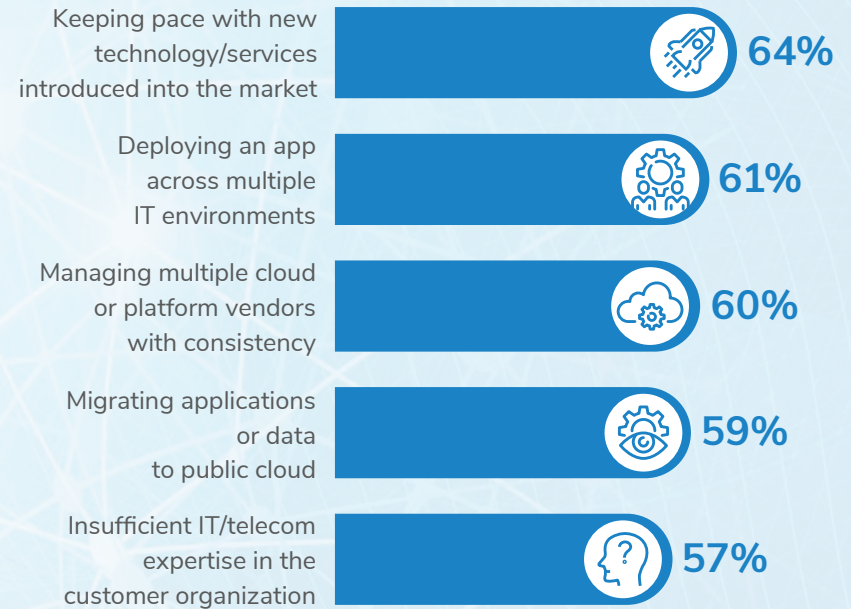 Keeping pace with new
technology/services
introduced into the market
64%
Deploying an app
across multiple
IT environments
61%
Managing multiple cloud
or platform vendors
with consistency
60%
Migrating applications
or data
to public cloud
59%
Insufficient IT/telecom
expertise in the
customer organization
?
57%